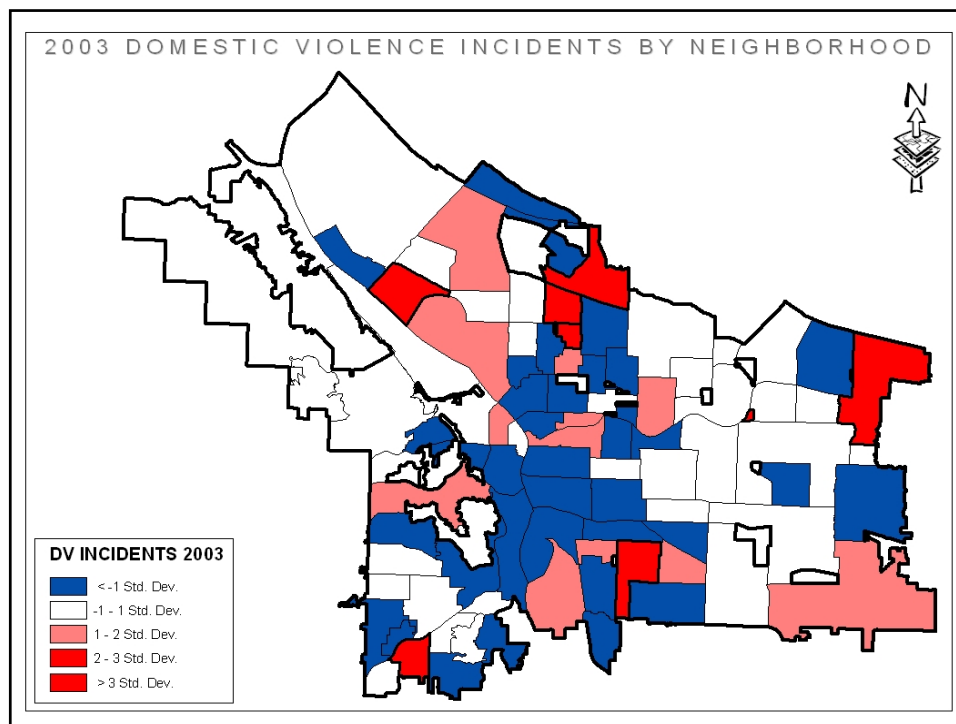 2003 DOMESTIC VIOLENCE INCIDENTS BY NEIGHBORHOOD
N
DV INCIDENTS 2003
< -1 Std. Dev.
-1 - 1 Std. Dev.
1 - 2 Std. Dev.
2 - 3 Std. Dev.
> 3 Std. Dev.